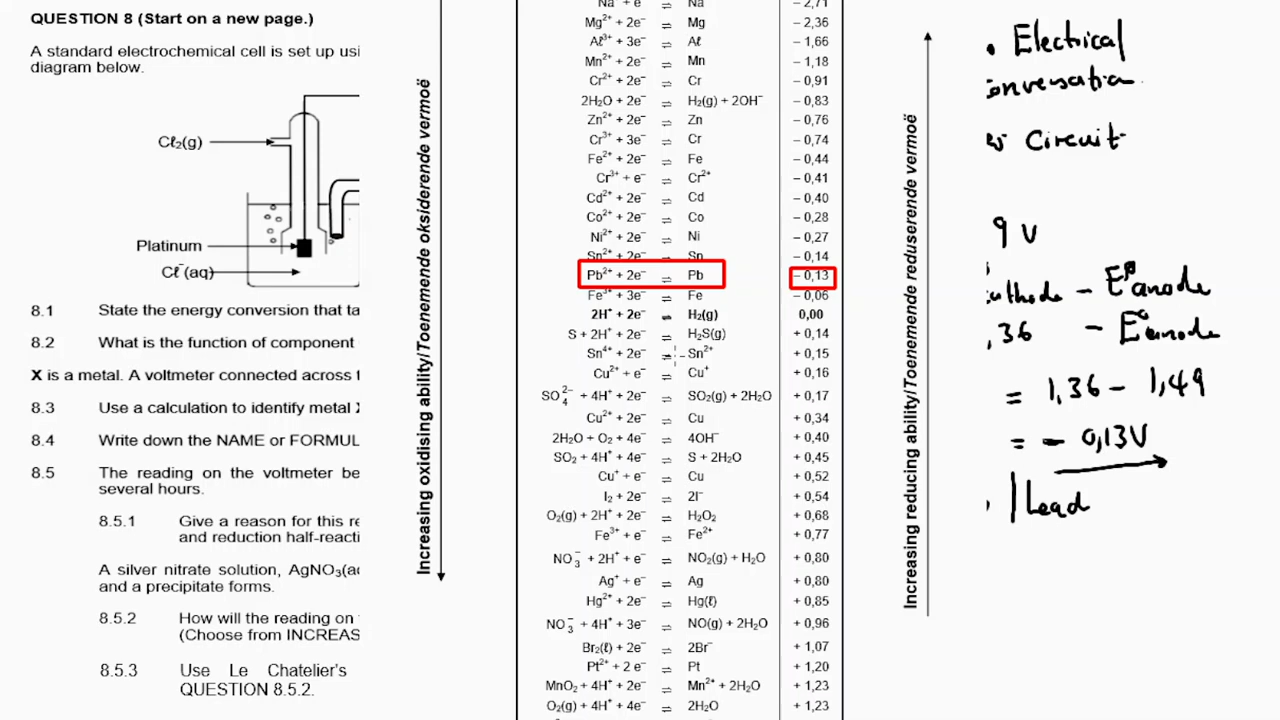 QUESTION 8 (Start on a new page.)
A standard electrochemical cell is set up usi
diagram below.
Cℓ₂(g)
Platinum
Cℓ⁻(aq)
8.1 State the energy conversion that ta
8.2 What is the function of component
X is a metal. A voltmeter connected across
8.3 Use a calculation to identify metal
8.4 Write down the NAME or FORMUL
8.5 The reading on the voltmeter be
several hours.
8.5.1 Give a reason for this re
and reduction half-reacti
A silver nitrate solution, AgNO₃(ac
and a precipitate forms.
8.5.2 How will the reading on
(Choose from INCREAS
8.5.3 Use Le Chatelier's
QUESTION 8.5.2.
Increasing oxidising ability/Toenemende oksiderende vermoë
Na⁺ + e⁻ ⇌ Na − 2,71
Mg²⁺ + 2e⁻ ⇌ Mg − 2,36
Aℓ³⁺ + 3e⁻ ⇌ Aℓ − 1,66
Mn²⁺ + 2e⁻ ⇌ Mn − 1,18
Cr²⁺ + 2e⁻ ⇌ Cr − 0,91
2H₂O + 2e⁻ ⇌ H₂(g) + 2OH⁻ − 0,83
Zn²⁺ + 2e⁻ ⇌ Zn − 0,76
Cr³⁺ + 3e⁻ ⇌ Cr − 0,74
Fe²⁺ + 2e⁻ ⇌ Fe − 0,44
Cr³⁺ + e⁻ ⇌ Cr²⁺ − 0,41
Cd²⁺ + 2e⁻ ⇌ Cd − 0,40
Co²⁺ + 2e⁻ ⇌ Co − 0,28
Ni²⁺ + 2e⁻ ⇌ Ni − 0,27
Sn²⁺ + 2e⁻ ⇌ Sn − 0,14
Pb²⁺ + 2e⁻ ⇌ Pb − 0,13
Fe³⁺ + 3e⁻ ⇌ Fe − 0,06
2H⁺ + 2e⁻ ⇌ H₂(g) 0,00
S + 2H⁺ + 2e⁻ ⇌ H₂S(g) + 0,14
Sn⁴⁺ + 2e⁻ ⇌ Sn²⁺ + 0,15
Cu²⁺ + e⁻ ⇌ Cu⁺ + 0,16
SO₄²⁻ + 4H⁺ + 2e⁻ ⇌ SO₂(g) + 2H₂O + 0,17
Cu²⁺ + 2e⁻ ⇌ Cu + 0,34
2H₂O + O₂ + 4e⁻ ⇌ 4OH⁻ + 0,40
SO₂ + 4H⁺ + 4e⁻ ⇌ S + 2H₂O + 0,45
Cu⁺ + e⁻ ⇌ Cu + 0,52
I₂ + 2e⁻ ⇌ 2I⁻ + 0,54
O₂(g) + 2H⁺ + 2e⁻ ⇌ H₂O₂ + 0,68
Fe³⁺ + e⁻ ⇌ Fe²⁺ + 0,77
NO₃⁻ + 2H⁺ + e⁻ ⇌ NO₂(g) + H₂O + 0,80
Ag⁺ + e⁻ ⇌ Ag + 0,80
Hg²⁺ + 2e⁻ ⇌ Hg(ℓ) + 0,85
NO₃⁻ + 4H⁺ + 3e⁻ ⇌ NO(g) + 2H₂O + 0,96
Br₂(ℓ) + 2e⁻ ⇌ 2Br⁻ + 1,07
Pt²⁺ + 2 e⁻ ⇌ Pt + 1,20
MnO₂ + 4H⁺ + 2e⁻ ⇌ Mn²⁺ + 2H₂O + 1,23
O₂(g) + 4H⁺ + 4e⁻ ⇌ 2H₂O + 1,23
Increasing reducing ability/Toenemende reduserende vermoë
• Electrical
onversation
Circuit
9 V
athode − E°anode
,36 − E°anode
= 1,36 − 1,49
= − 0,13V
| Lead